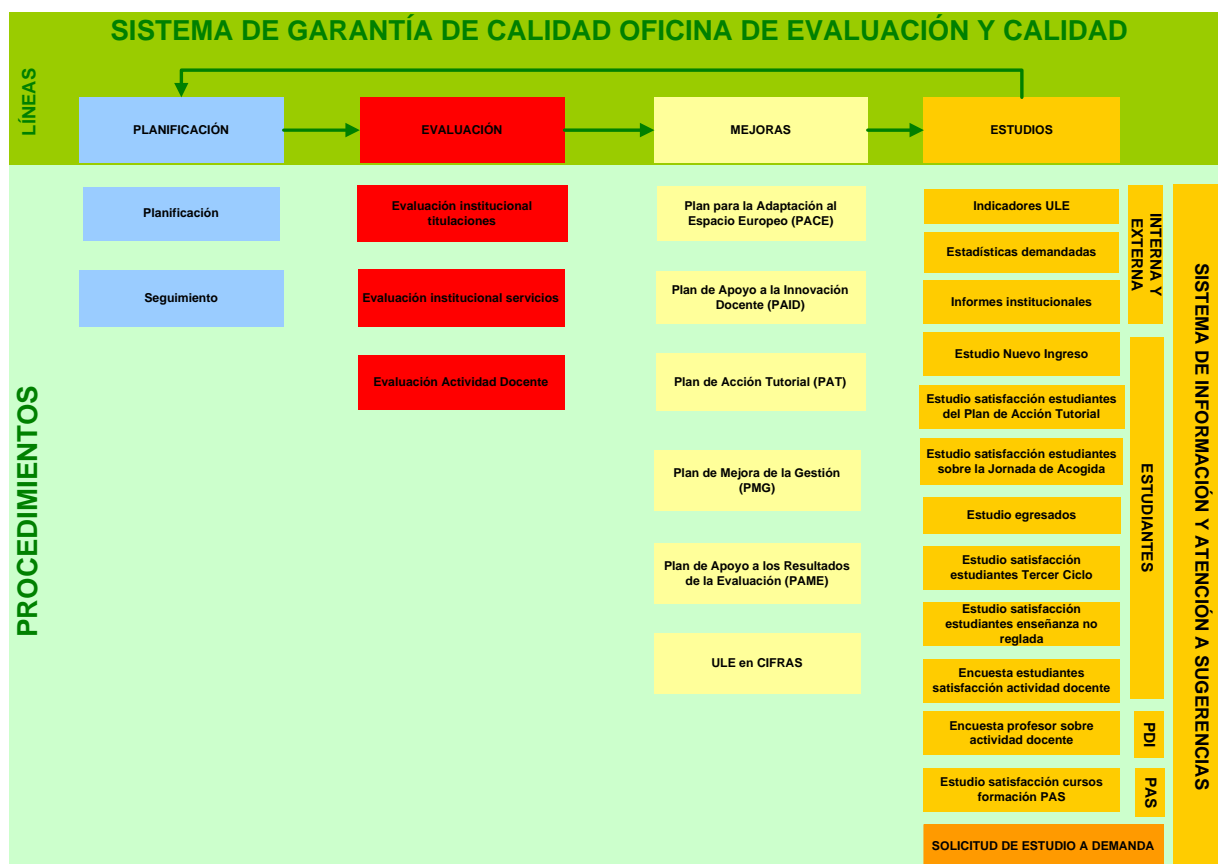 SISTEMA DE GARANTÍA DE CALIDAD OFICINA DE EVALUACIÓN Y CALIDAD
LÍNEAS
PLANIFICACIÓN
EVALUACIÓN
MEJORAS
ESTUDIOS
PROCEDIMIENTOS
Planificación
Seguimiento
Evaluación institucional
titulaciones
Evaluación institucional servicios
Evaluación Actividad Docente
Plan para la Adaptación al
Espacio Europeo (PACE)
Plan de Apoyo a la Innovación
Docente (PAID)
Plan de Acción Tutorial (PAT)
Plan de Mejora de la Gestión
(PMG)
Plan de Apoyo a los Resultados
de la Evaluación (PAME)
ULE en CIFRAS
Indicadores ULE
Estadísticas demandadas
Informes institucionales
Estudio Nuevo Ingreso
Estudio satisfacción estudiantes
del Plan de Acción Tutorial
Estudio satisfacción estudiantes
sobre la Jornada de Acogida
Estudio egresados
Estudio satisfacción
estudiantes Tercer Ciclo
Estudio satisfacción
estudiantes enseñanza no
reglada
Encuesta estudiantes
satisfacción actividad docente
Encuesta profesor sobre
actividad docente
Estudio satisfacción cursos
formación PAS
SOLICITUD DE ESTUDIO A DEMANDA
INTERNA Y
EXTERNA
ESTUDIANTES
PDI
PAS
SISTEMA DE INFORMACIÓN Y ATENCIÓN A SUGERENCIAS